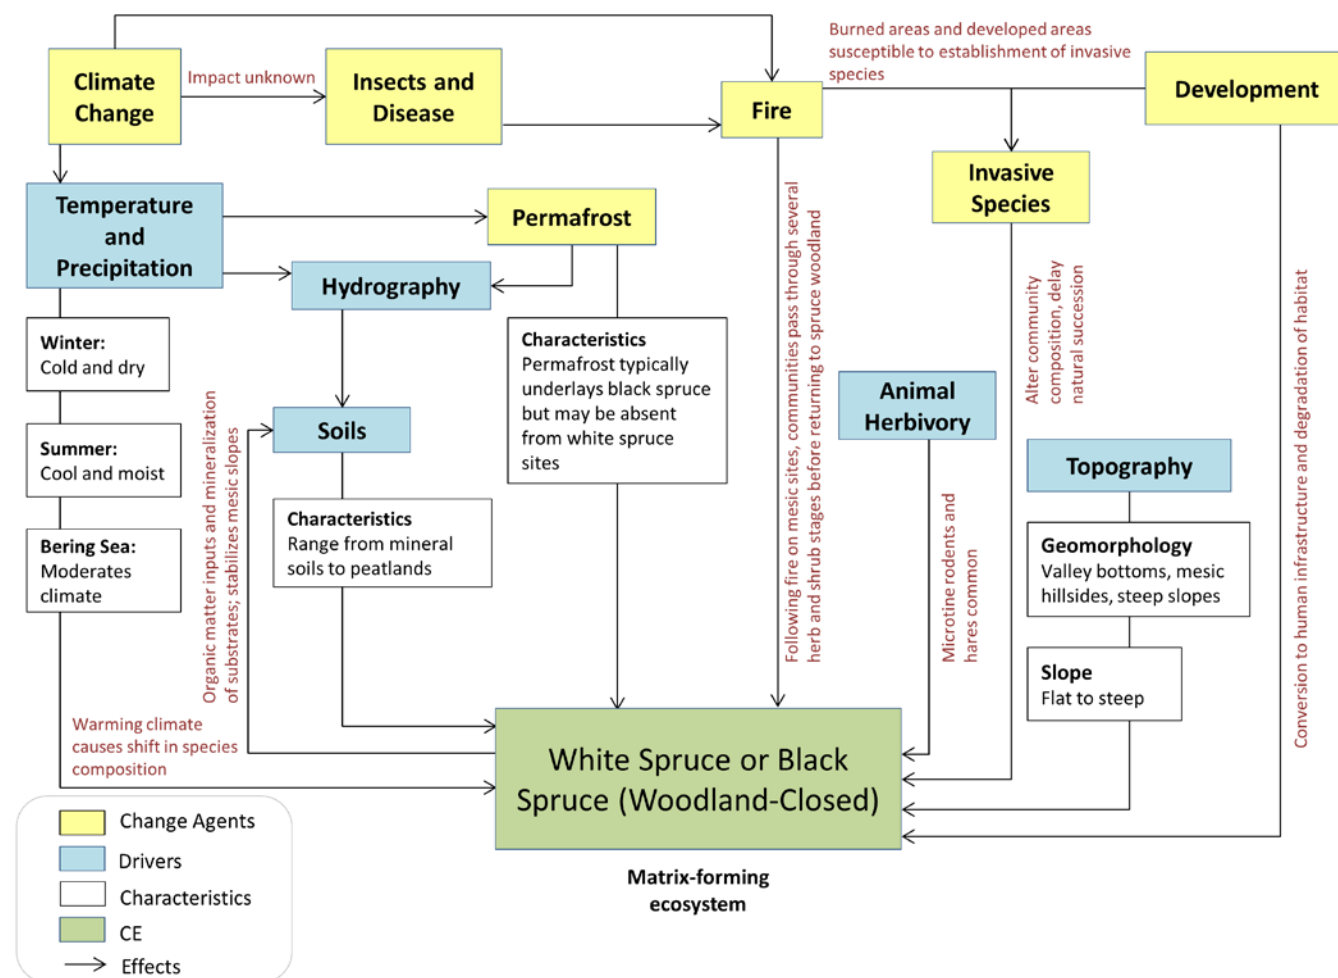 Burned areas and developed areas
susceptible to establishment of invasive
species
Climate
Change
Impact unknown
Insects and
Disease
Fire
Development
Invasive
Species
Temperature
and
Precipitation
Permafrost
Hydrography
Winter:
Cold and dry
Summer:
Cool and moist
Bering Sea:
Moderates
climate
Soils
Characteristics
Range from mineral
soils to peatlands
Characteristics
Permafrost typically
underlays black spruce
but may be absent
from white spruce
sites
Organic matter inputs and mineralization
of substrates; stabilizes mesic slopes
Following fire on mesic sites, communities pass through several
herb and shrub stages before returning to spruce woodland
Animal
Herbivory
Microtine rodents and
hares common
Alter community
composition, delay
natural succession
Topography
Geomorphology
Valley bottoms, mesic
hillsides, steep slopes
Slope
Flat to steep
Conversion to human infrastructure and degradation of habitat
Warming climate
causes shift in species
composition
White Spruce or Black
Spruce (Woodland-Closed)
Matrix-forming
ecosystem
Change Agents
Drivers
Characteristics
CE
Effects